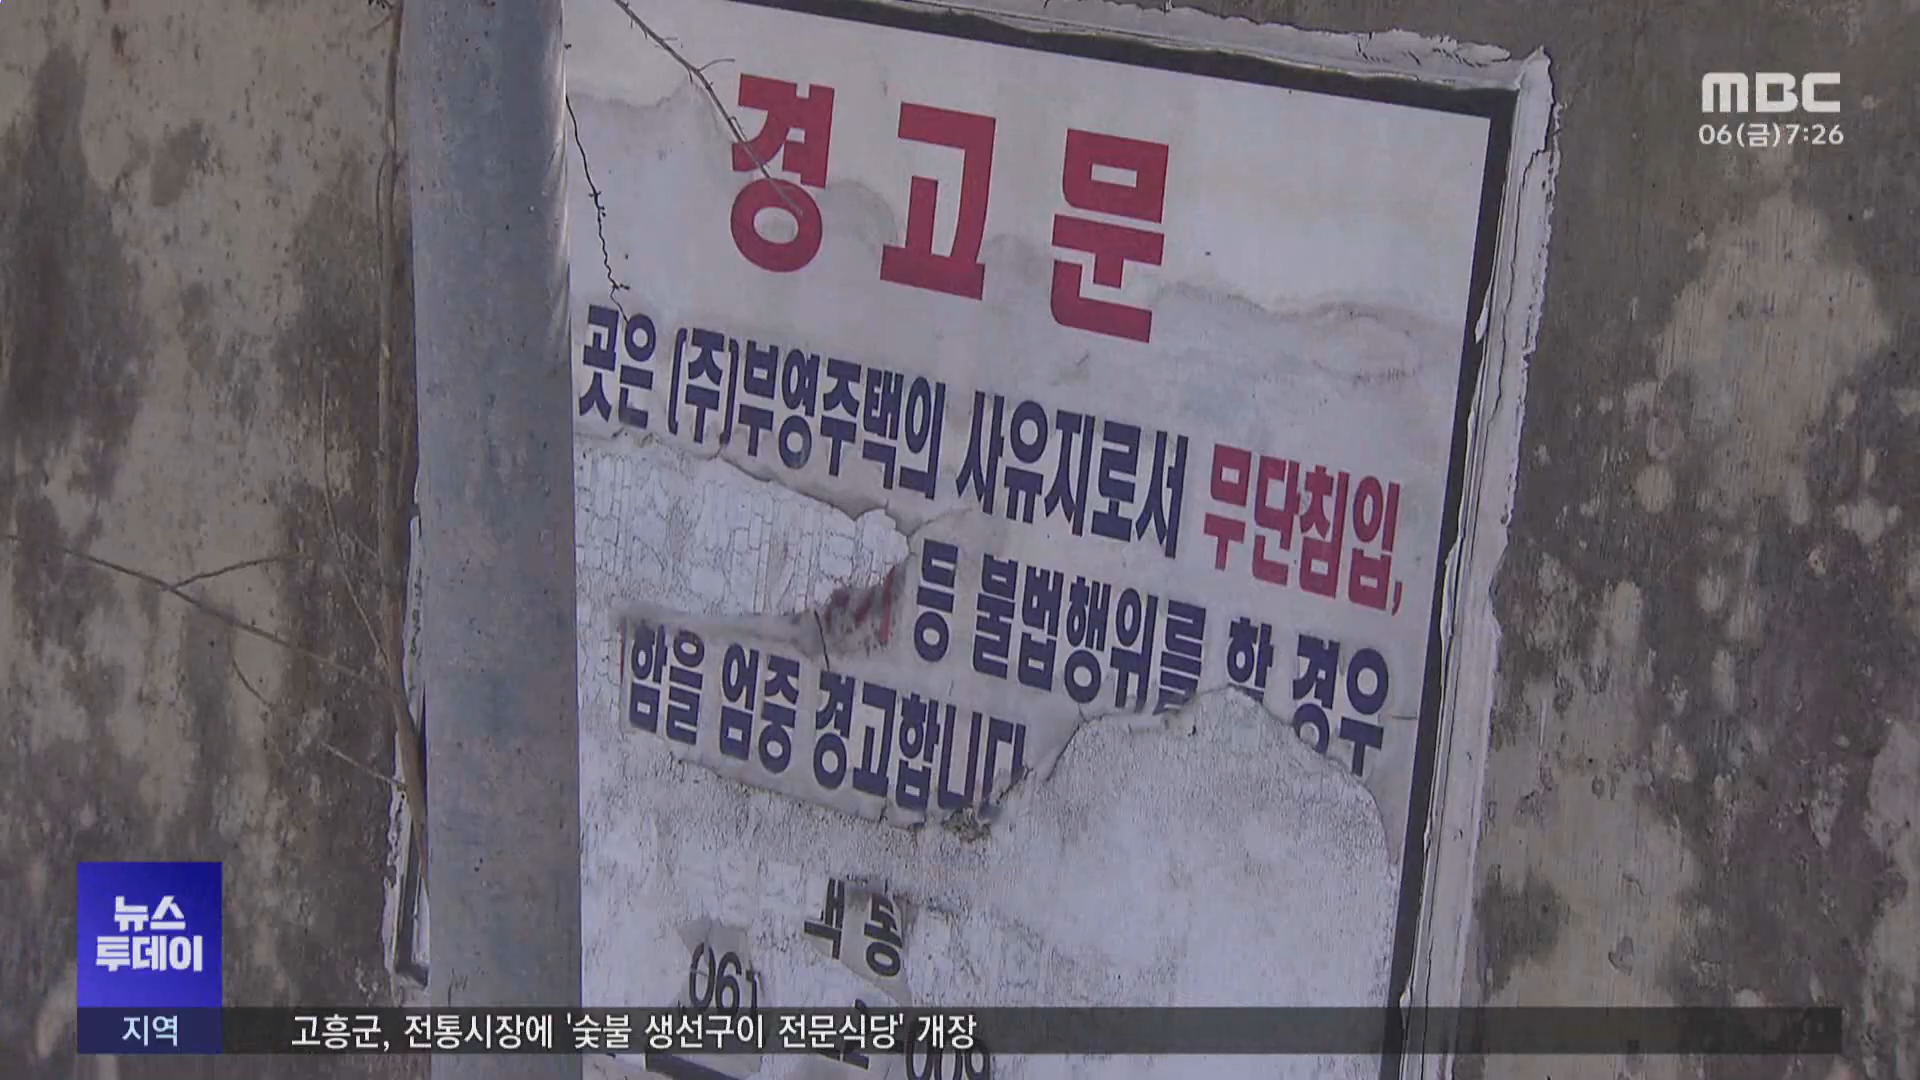 MBC
06(금)7:26
경고문
곳은 (주)부영주택의 사유지로서 무단침입,
등 불법행위를 할 경우
함을 엄중 경고합니다
뉴스
투데이
지역
고흥군, 전통시장에 '숯불 생선구이 전문식당' 개장